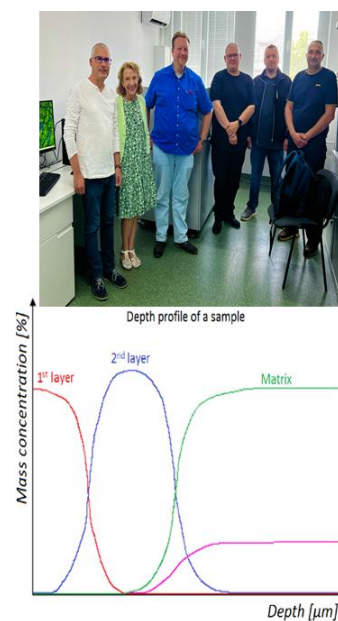 Depth profile of a sample
Mass concentration [%]
1st layer
2nd layer
Matrix
Depth [µm]